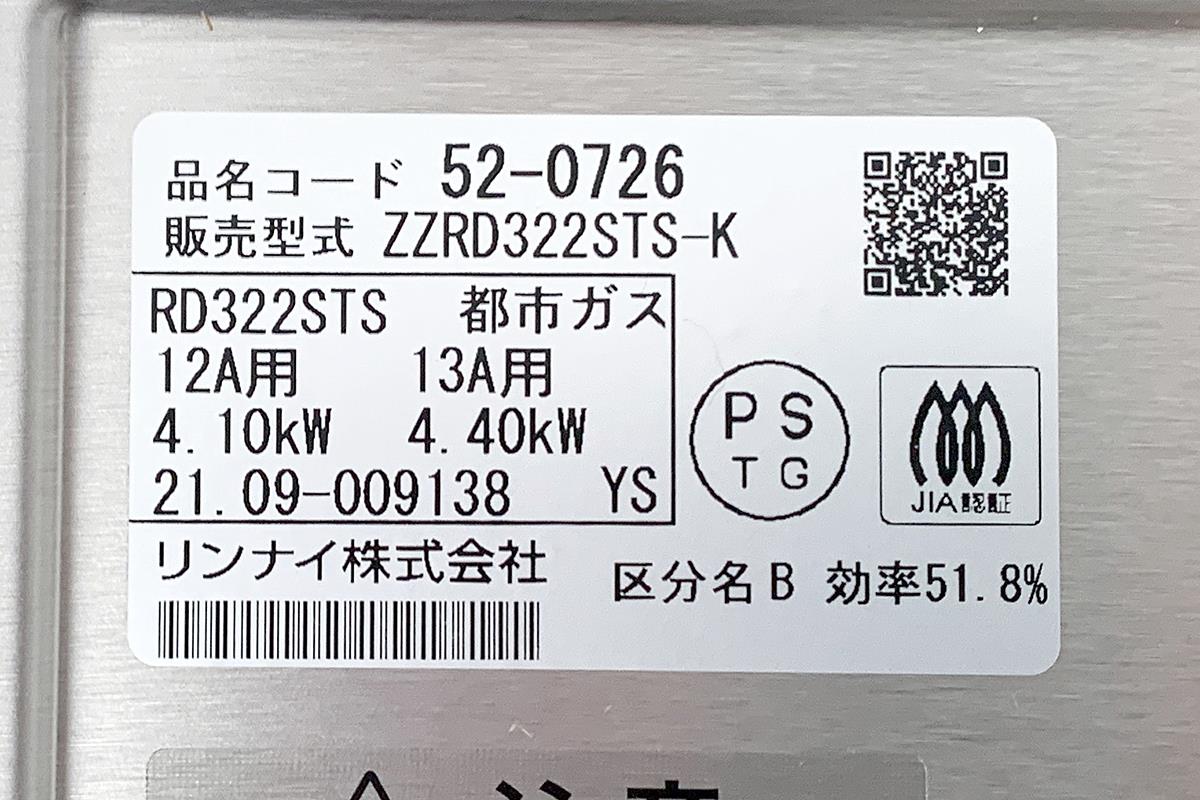 品名コード 52-0726
販売型式 ZZRD322STS-K
RD322STS 都市ガス
12A用 13A用
4.10kW 4.40kW
21.09-009138 YS
PS
TG
JIA認証
リンナイ株式会社
区分名B 効率51.8%